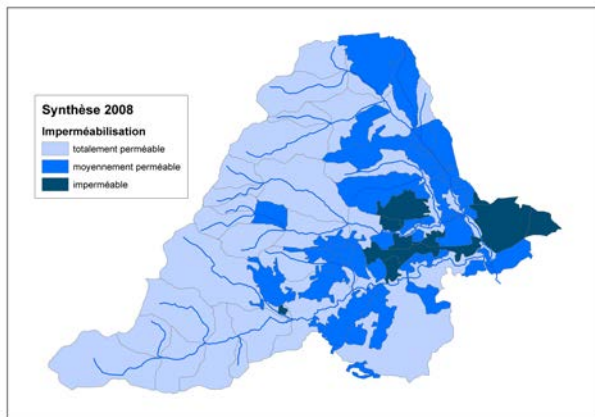 Synthèse 2008
Imperméabilisation
totalement perméable
moyennement perméable
imperméable